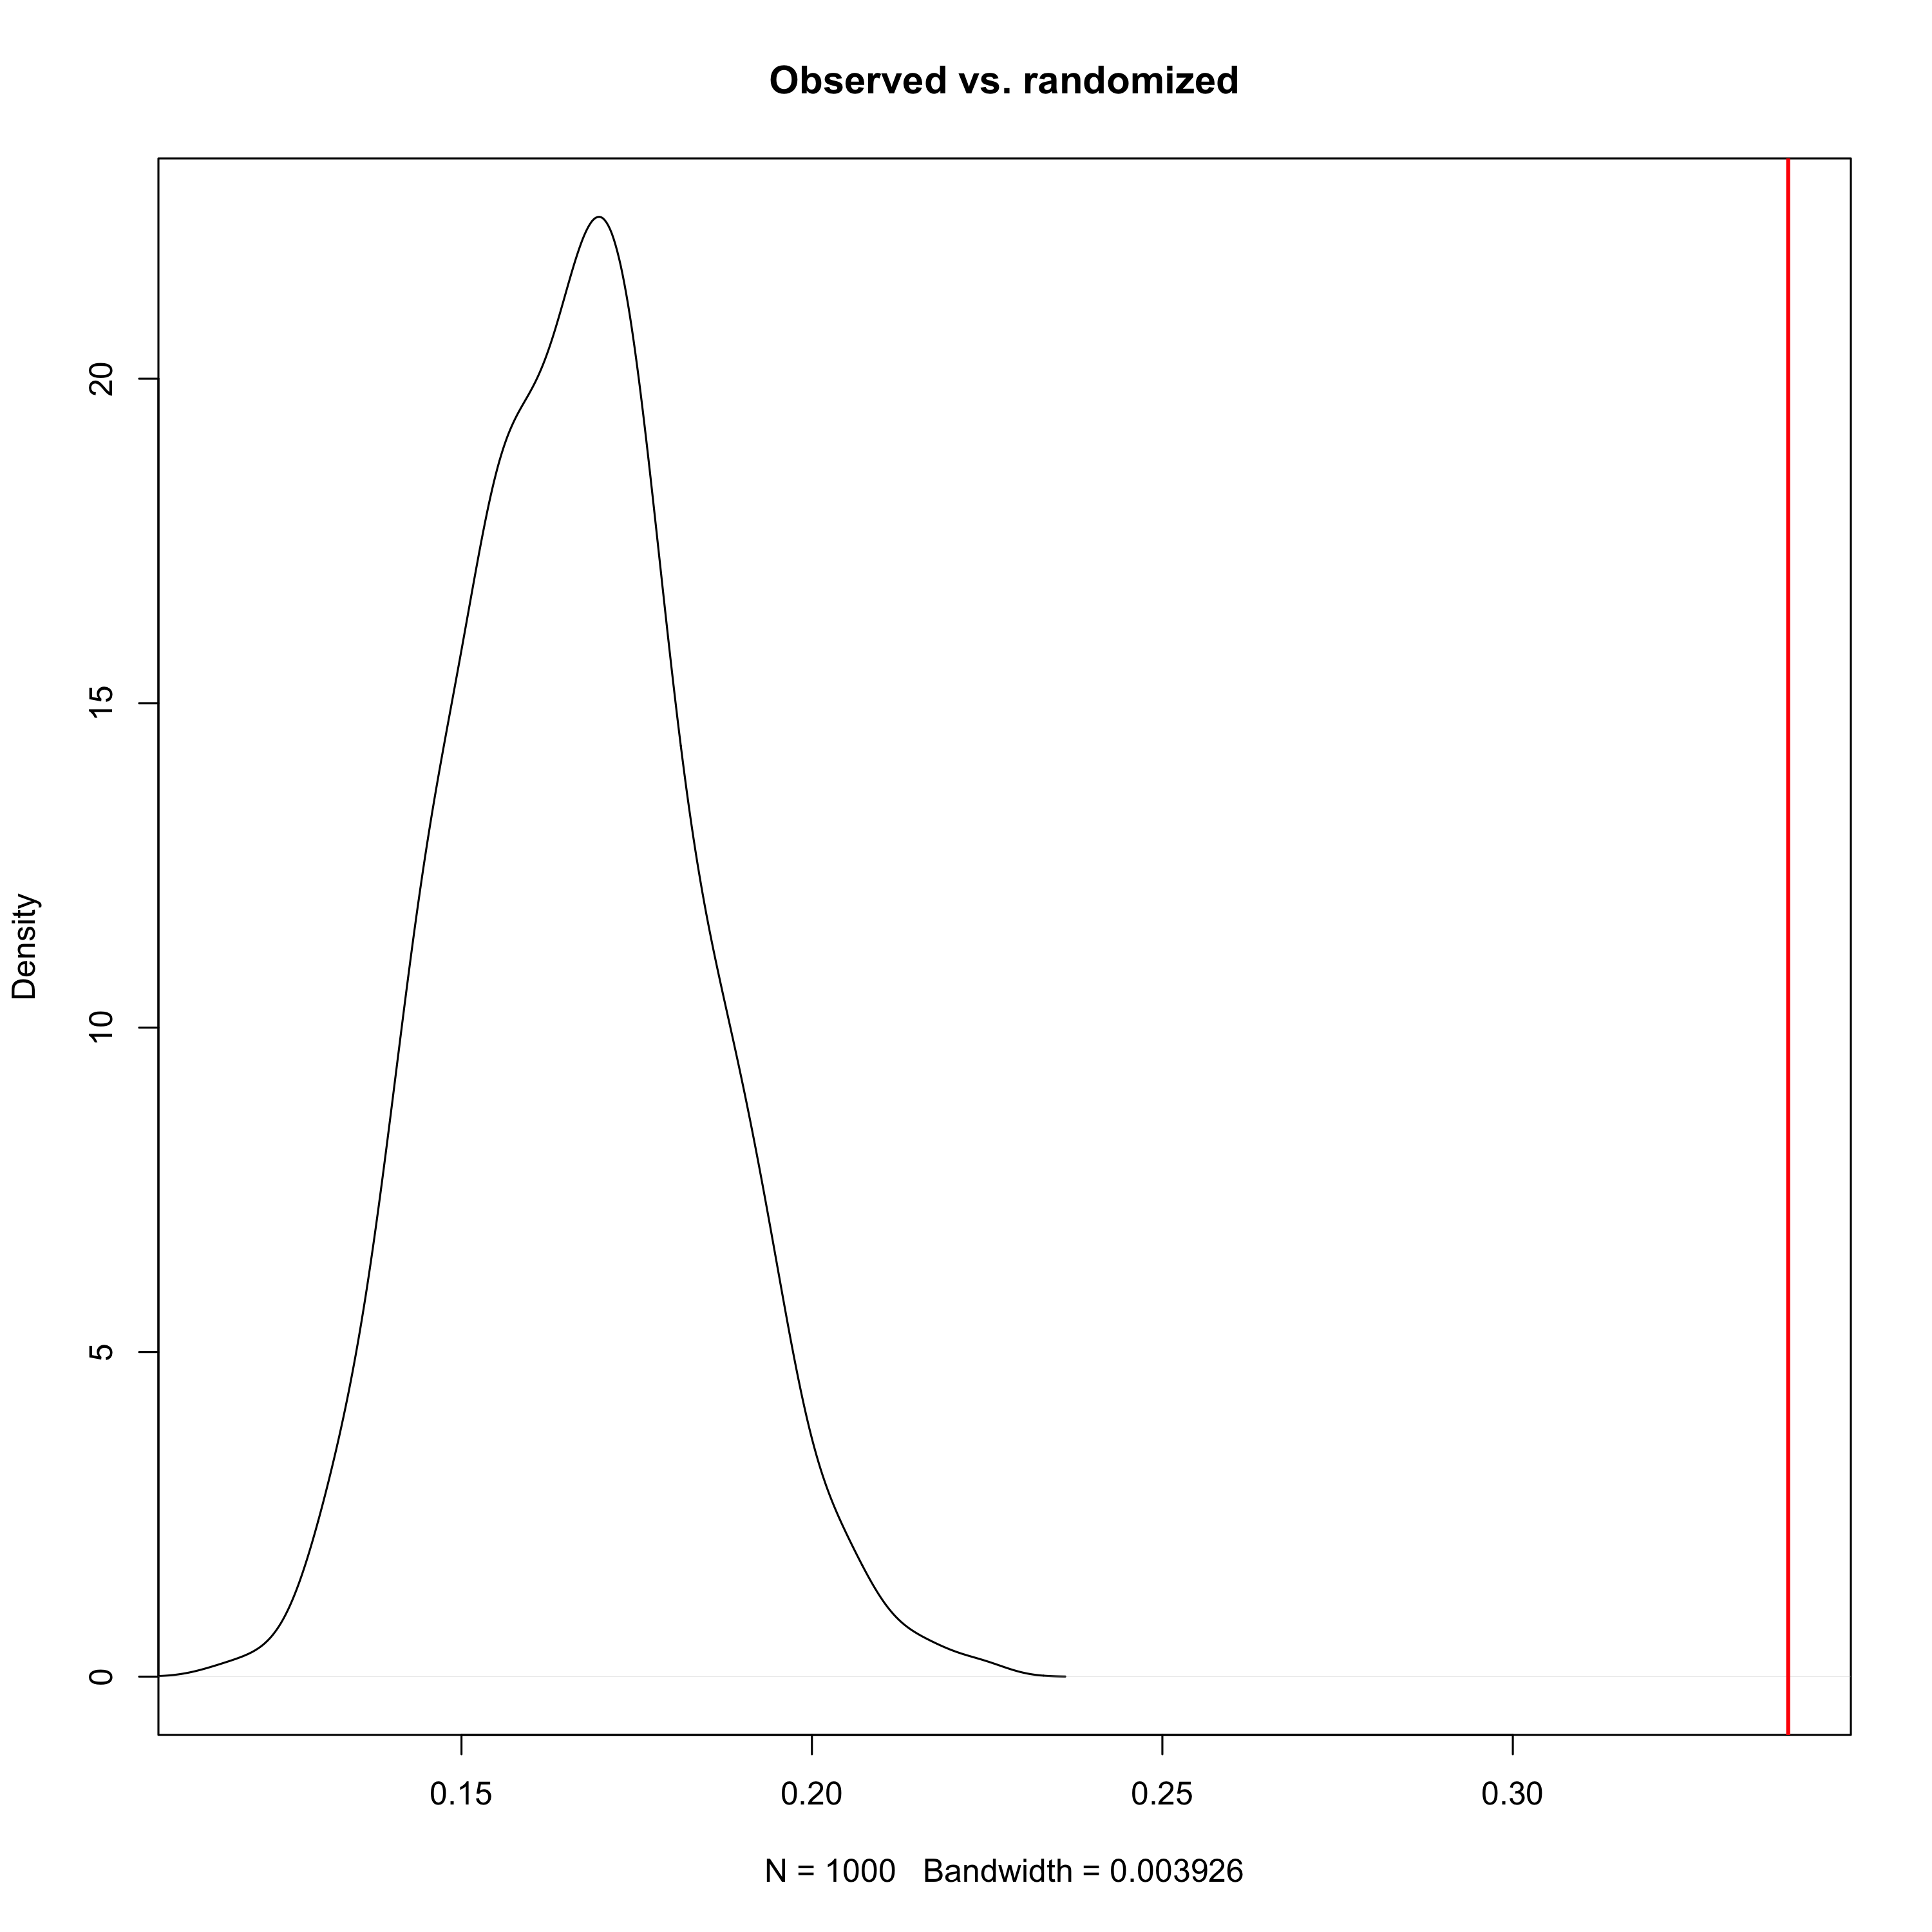 Observed vs. randomized
Density
20
15
10
5
0
0.15 0.20 0.25 0.30
N = 1000 Bandwidth = 0.003926